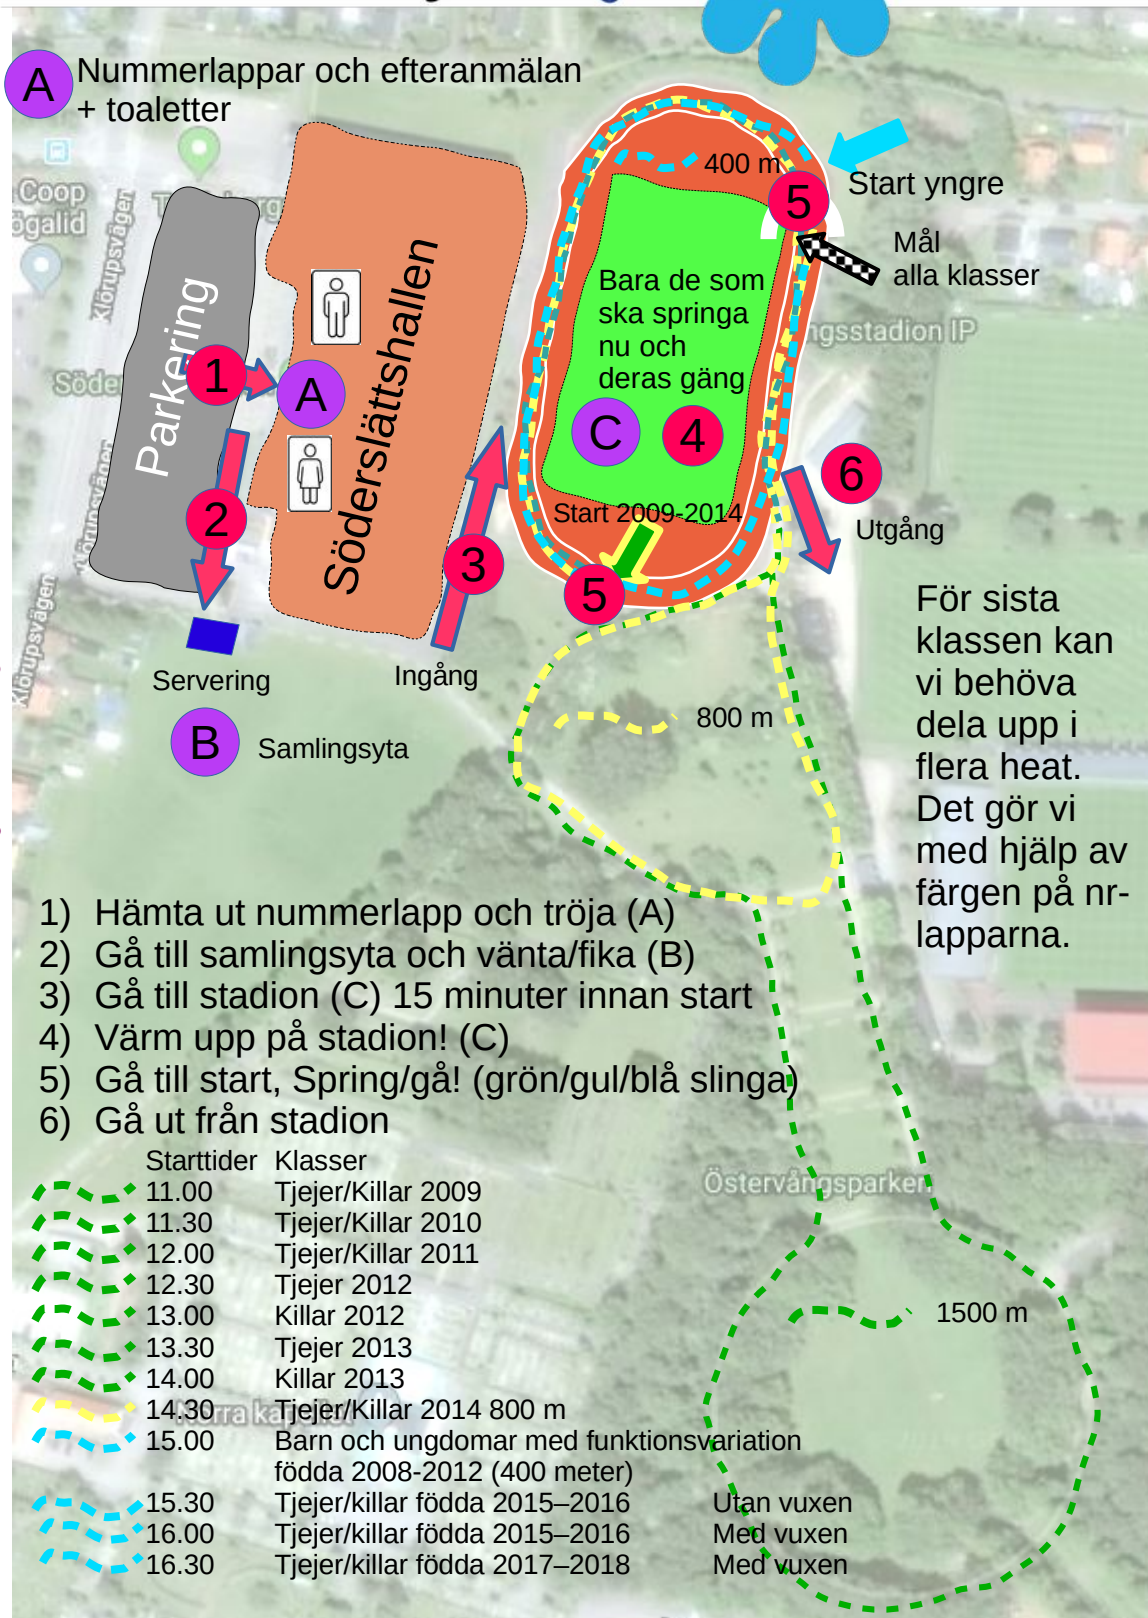 A
Nummerlappar och efteranmälan
+ toaletter
Coop
Klörupsvägen
Parkering
Söderslättshallen
1
A
2
3
Servering
B
Samlingsyta
Ingång
400 m
5
Start yngre
Mål
alla klasser
Bara de som
ska springa
nu och
deras gäng
C
4
ngsstadion IP
Start 2009-2014
5
6
Utgång
Klörupsvägen
Klörupsvägen
800 m
För sista
klassen kan
vi behöva
dela upp i
flera heat.
Det gör vi
med hjälp av
färgen på nr-
lapparna.
1) Hämta ut nummerlapp och tröja (A)
2) Gå till samlingsyta och vänta/fika (B)
3) Gå till stadion (C) 15 minuter innan start
4) Värm upp på stadion! (C)
5) Gå till start, Spring/gå! (grön/gul/blå slinga)
6) Gå ut från stadion
Östervångsparken
1500 m
Starttider Klasser
11.00 Tjejer/Killar 2009
11.30 Tjejer/Killar 2010
12.00 Tjejer/Killar 2011
12.30 Tjejer 2012
13.00 Killar 2012
13.30 Tjejer 2013
14.00 Killar 2013
14.30 Tjejer/Killar 2014 800 m
15.00 Barn och ungdomar med funktionsvariation
födda 2008-2012 (400 meter)
15.30 Tjejer/killar födda 2015–2016 Utan vuxen
16.00 Tjejer/killar födda 2015–2016 Med vuxen
16.30 Tjejer/killar födda 2017–2018 Med vuxen